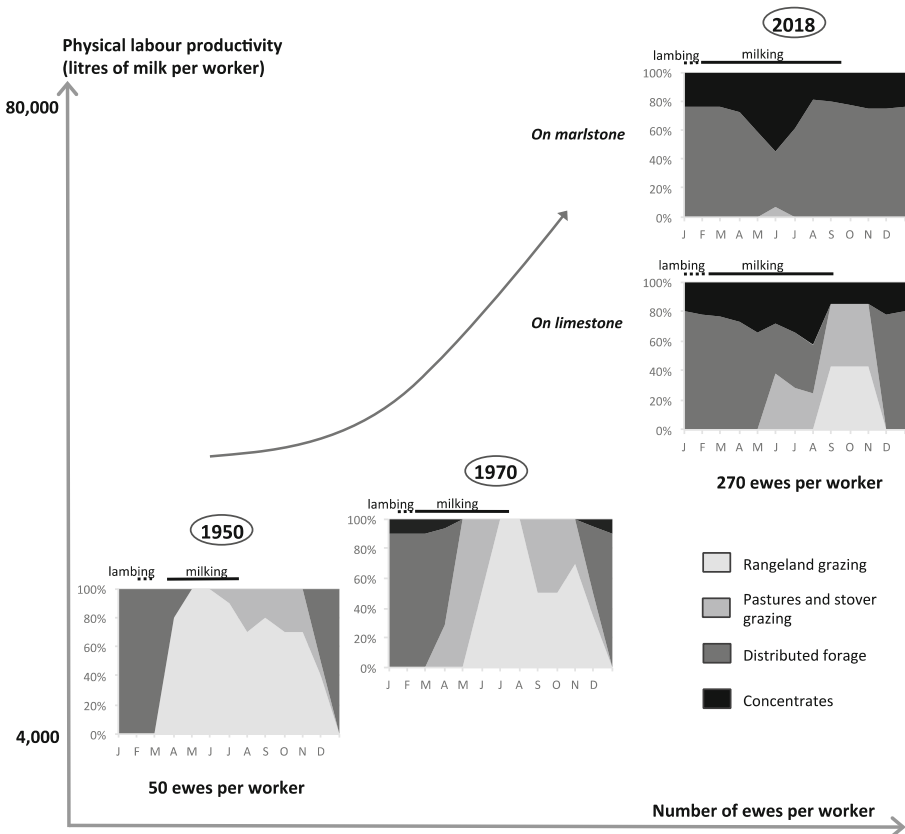 Physical labour productivity
(litres of milk per worker)
80,000
4,000
2018
lambing milking
On marlstone
100%
80%
60%
40%
20%
0%
J F M A M J J A S O N D
lambing milking
On limestone
100%
80%
60%
40%
20%
0%
J F M A M J J A S O N D
270 ewes per worker
1970
lambing milking
100%
80%
60%
40%
20%
0%
J F M A M J J A S O N D
1950
lambing milking
100%
80%
60%
40%
20%
0%
J F M A M J J A S O N D
50 ewes per worker
Rangeland grazing
Pastures and stover
grazing
Distributed forage
Concentrates
Number of ewes per worker